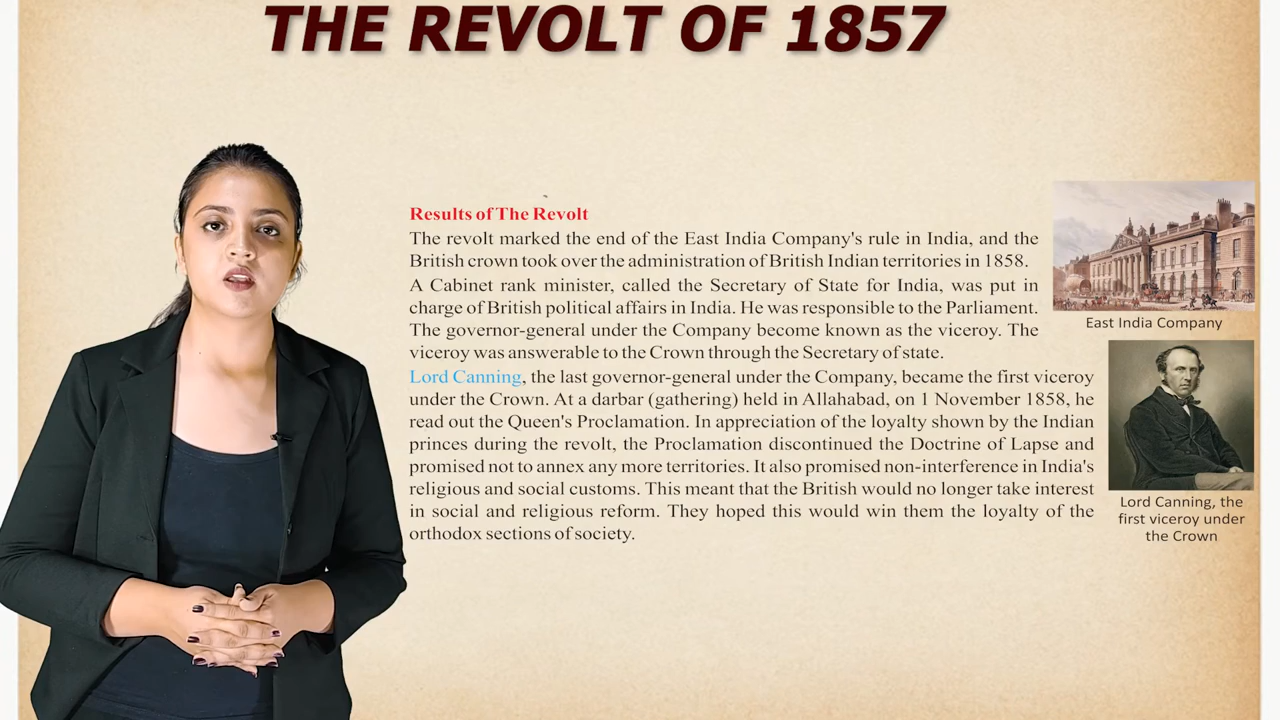 THE REVOLT OF 1857
Results of The Revolt
The revolt marked the end of the East India Company's rule in India, and the
British crown took over the administration of British Indian territories in 1858.
A Cabinet rank minister, called the Secretary of State for India, was put in
charge of British political affairs in India. He was responsible to the Parliament.
The governor-general under the Company become known as the viceroy. The
viceroy was answerable to the Crown through the Secretary of state.
Lord Canning, the last governor-general under the Company, became the first viceroy
under the Crown. At a darbar (gathering) held in Allahabad, on 1 November 1858, he
read out the Queen's Proclamation. In appreciation of the loyalty shown by the Indian
princes during the revolt, the Proclamation discontinued the Doctrine of Lapse and
promised not to annex any more territories. It also promised non-interference in India's
religious and social customs. This meant that the British would no longer take interest
in social and religious reform. They hoped this would win them the loyalty of the
orthodox sections of society.
East India Company
Lord Canning, the
first viceroy under
the Crown